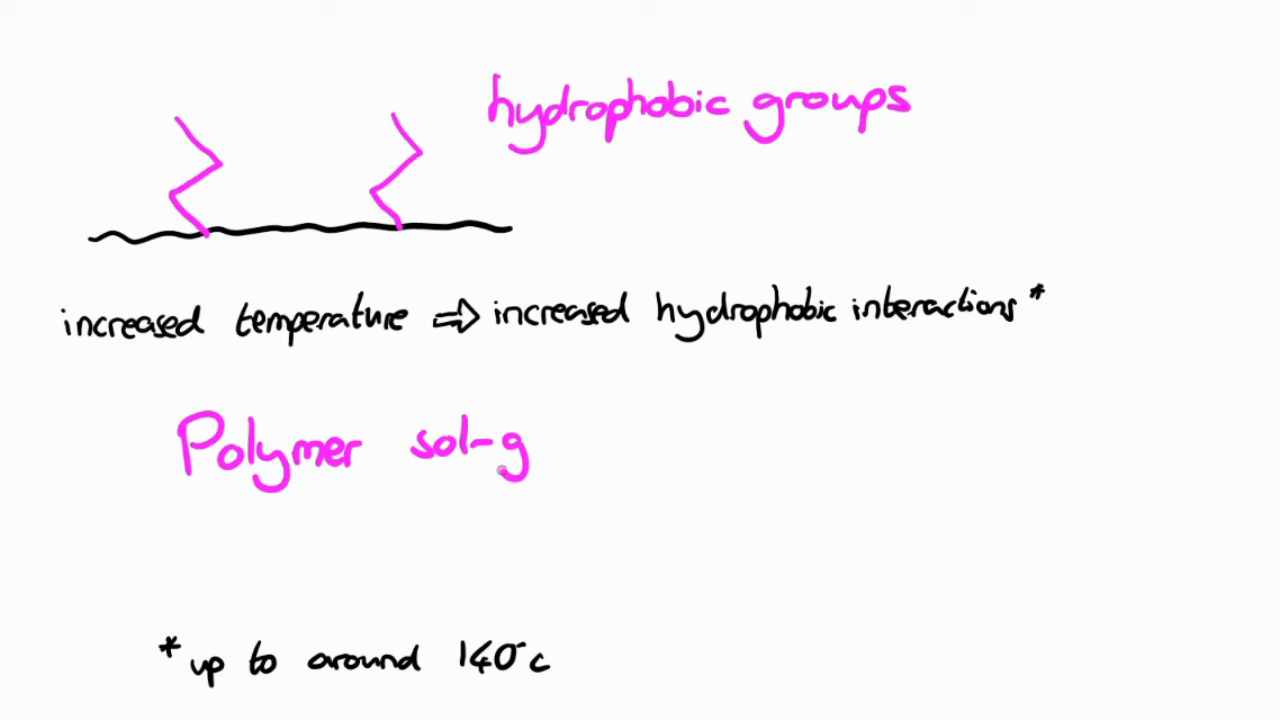 hydrophobic groups
increased temperature ⇒ increased hydrophobic interactions*
Polymer sol-g
*up to around 140°c